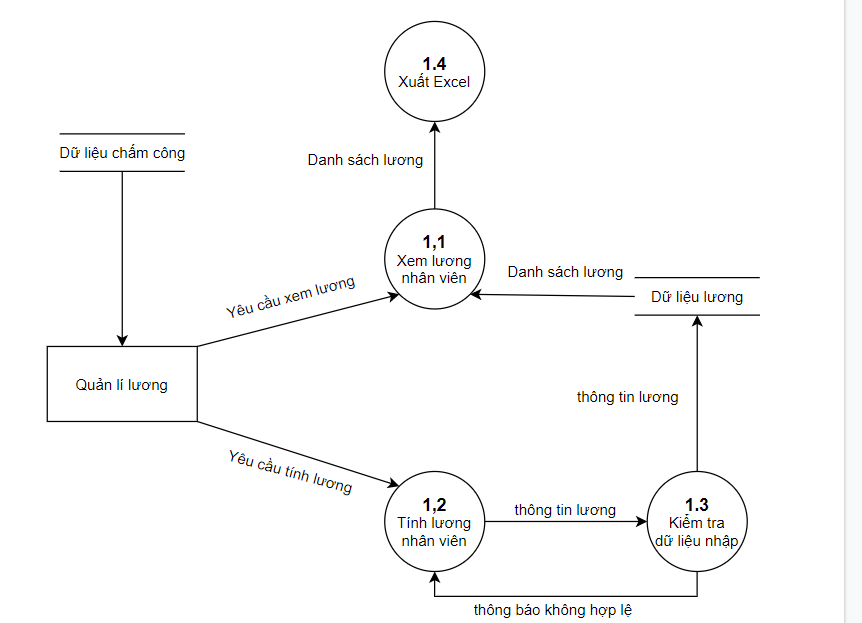 1.4
Xuất Excel
Dữ liệu chấm công
Danh sách lương
1,1
Xem lương
nhân viên
Danh sách lương
Yêu cầu xem lương
Dữ liệu lương
Quản lí lương
thông tin lương
Yêu cầu tính lương
1,2
Tính lương
nhân viên
thông tin lương
1.3
Kiểm tra
dữ liệu nhập
thông báo không hợp lệ